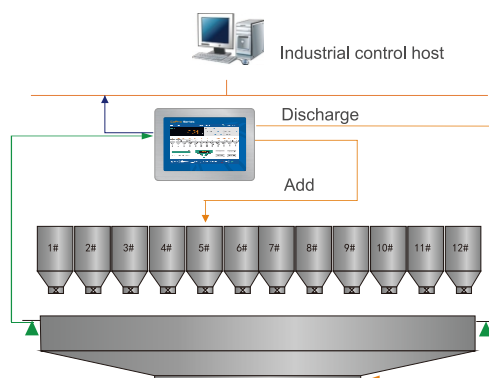 Industrial control host
Discharge
Add
1# 2# 3# 4# 5# 6# 7# 8# 9# 10# 11# 12#